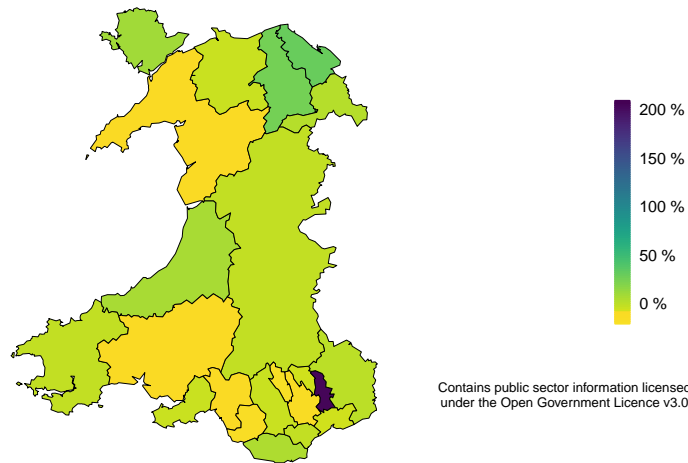 200 %
150 %
100 %
50 %
0 %
Contains public sector information licensed
under the Open Government Licence v3.0